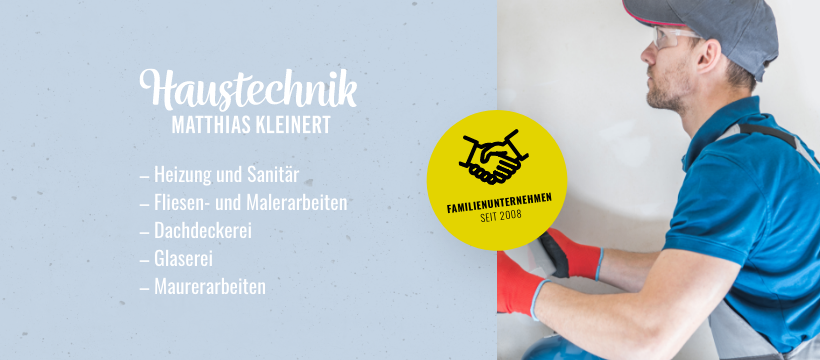 Haustechnik
MATTHIAS KLEINERT
– Heizung und Sanitär
– Fliesen- und Malerarbeiten
– Dachdeckerei
– Glaserei
– Maurerarbeiten
FAMILIENUNTERNEHMEN
SEIT 2008